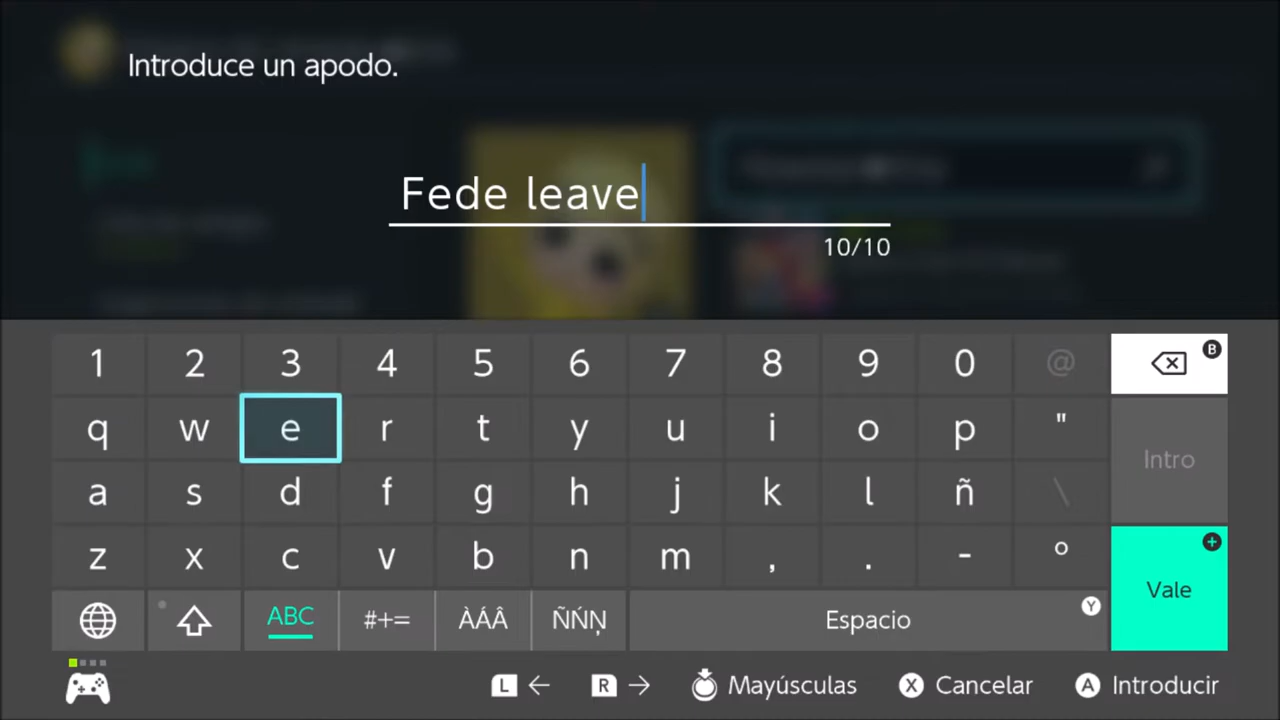 Introduce un apodo.
Fede leave
10/10
1 2 3 4 5 6 7 8 9 0 @ B
q w e r t y u i o p "
Intro
a s d f g h j k l ñ \
z x c v b n m , . - º
+
Vale
ABC #+= ÀÁÂ ÑŃŅ Espacio Y
L ← R → Mayúsculas X Cancelar A Introducir